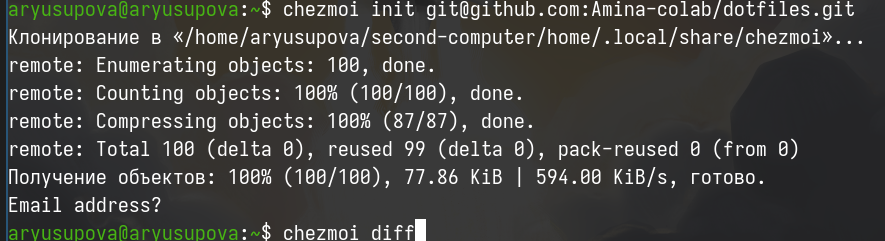 aryusupova@aryusupova:~$ chezmoi init git@github.com:Amina-colab/dotfiles.git
Клонирование в «/home/aryusupova/second-computer/home/.local/share/chezmoi»...
remote: Enumerating objects: 100, done.
remote: Counting objects: 100% (100/100), done.
remote: Compressing objects: 100% (87/87), done.
remote: Total 100 (delta 0), reused 99 (delta 0), pack-reused 0 (from 0)
Получение объектов: 100% (100/100), 77.86 KiB | 594.00 KiB/s, готово.
Email address?
aryusupova@aryusupova:~$ chezmoi diff